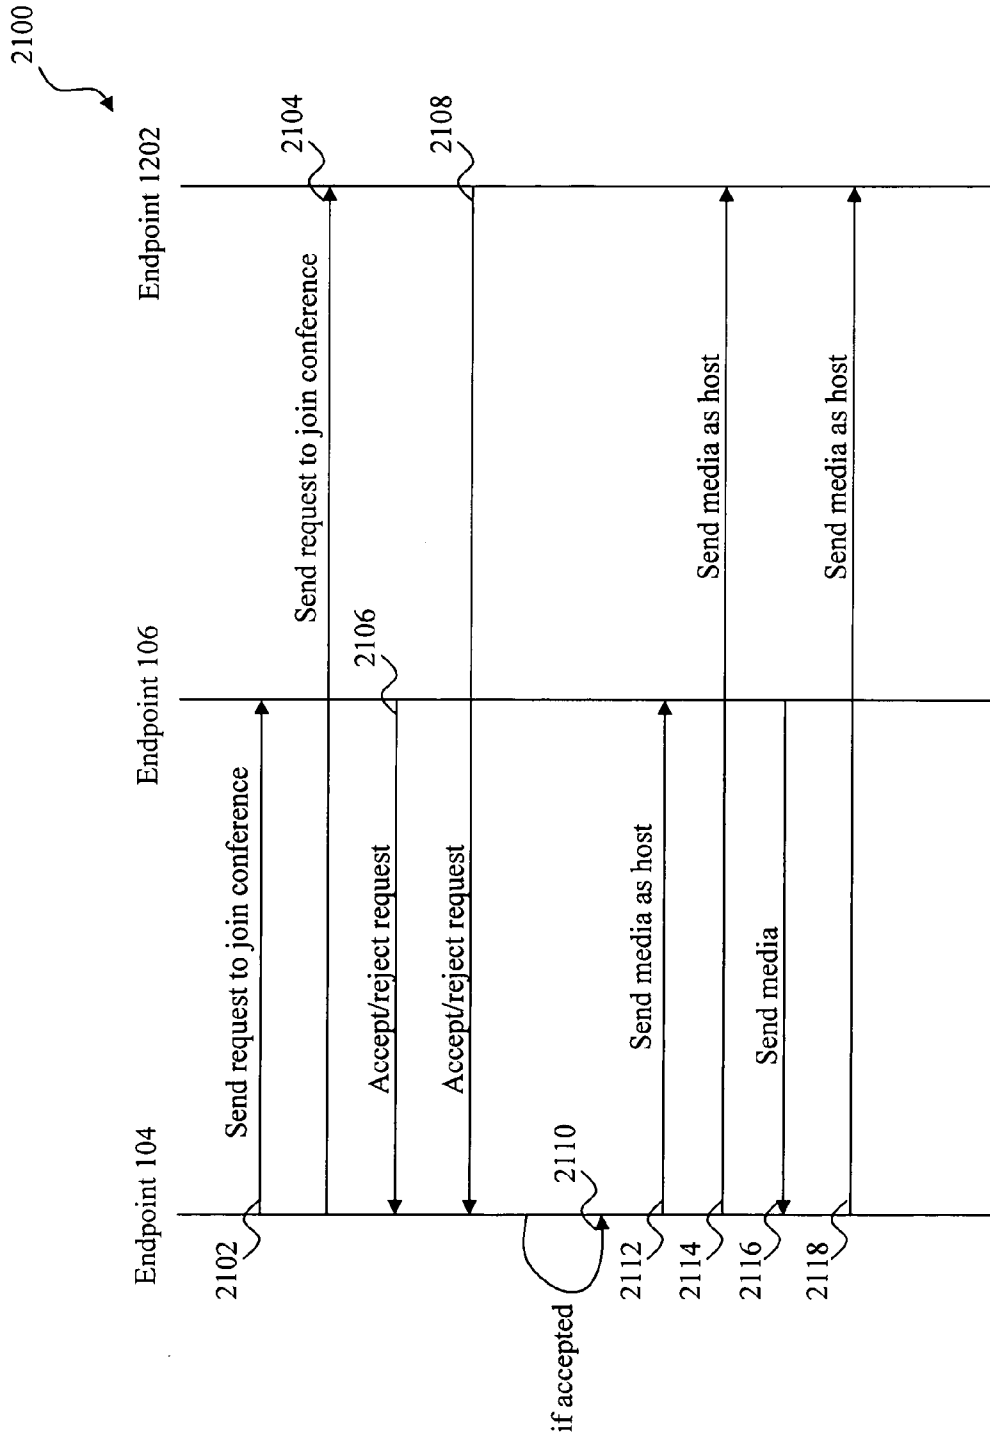 2100
Endpoint 104
Endpoint 106
Endpoint 1202
2102
Send request to join conference
Send request to join conference
2104
Accept/reject request
2106
Accept/reject request
2108
if accepted
2110
2112
Send media as host
2114
Send media as host
2116
Send media
2118
Send media as host